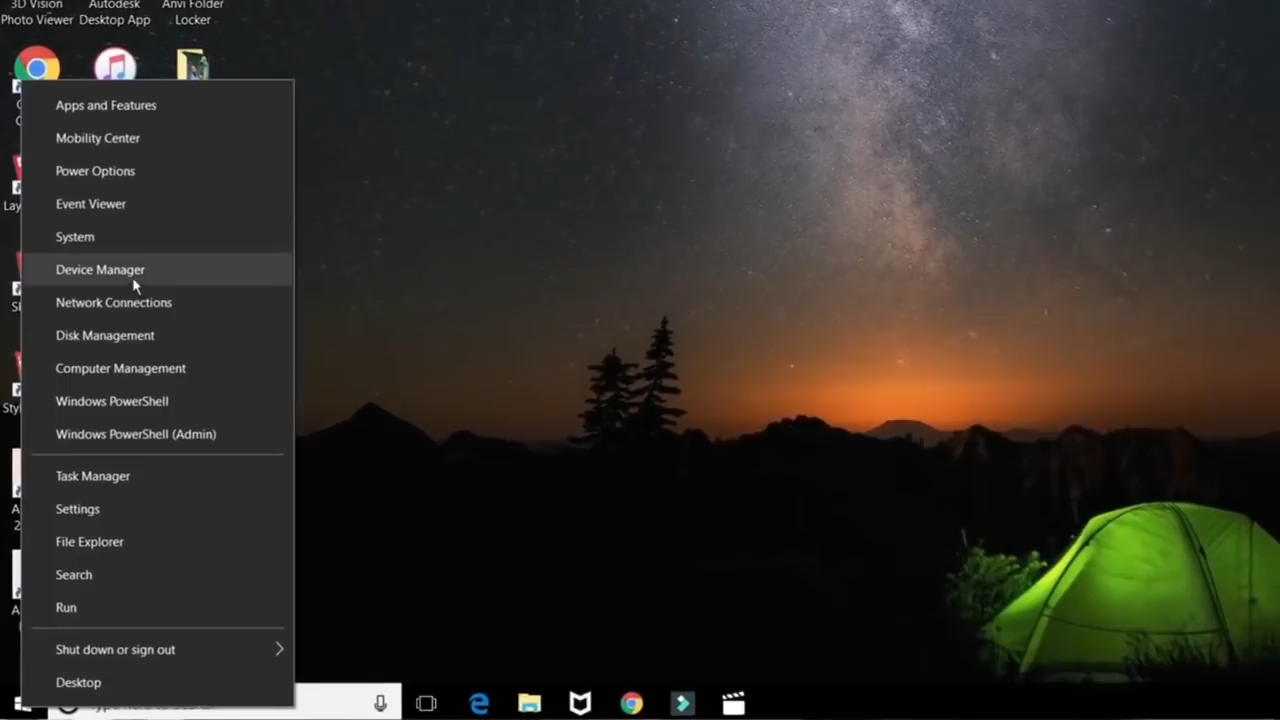 3D Vision
Photo Viewer
Autodesk
Desktop App
Anvi Folder
Locker
Apps and Features
Mobility Center
Power Options
Event Viewer
System
Device Manager
Network Connections
Disk Management
Computer Management
Windows PowerShell
Windows PowerShell (Admin)
Task Manager
Settings
File Explorer
Search
Run
Shut down or sign out
Desktop